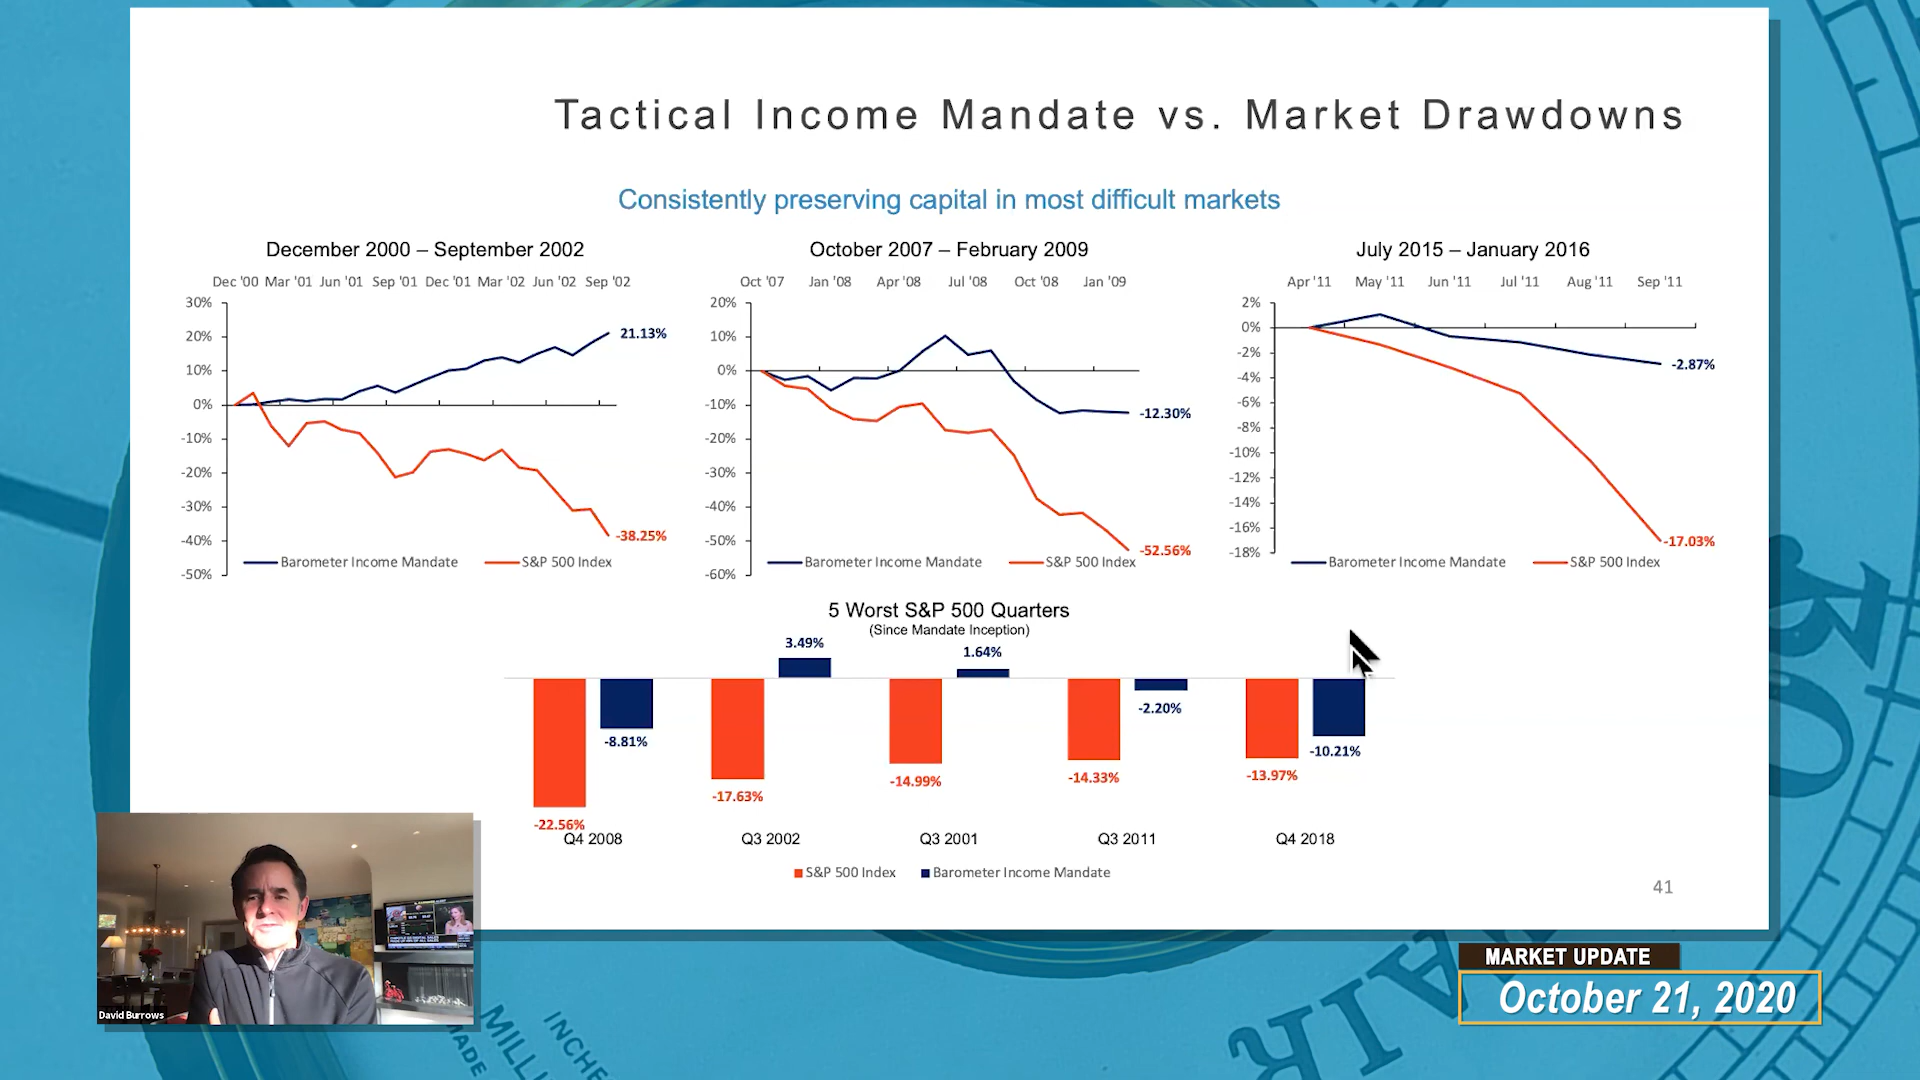 Tactical Income Mandate vs. Market Drawdowns
Consistently preserving capital in most difficult markets
December 2000 – September 2002
Dec '00 Mar '01 Jun '01 Sep '01 Dec '01 Mar '02 Jun '02 Sep '02
30%
20%
10%
0%
-10%
-20%
-30%
-40%
-50%
21.13%
-38.25%
Barometer Income Mandate S&P 500 Index
October 2007 – February 2009
Oct '07 Jan '08 Apr '08 Jul '08 Oct '08 Jan '09
20%
10%
0%
-10%
-20%
-30%
-40%
-50%
-60%
-12.30%
-52.56%
Barometer Income Mandate S&P 500 Index
July 2015 – January 2016
Apr '11 May '11 Jun '11 Jul '11 Aug '11 Sep '11
2%
0%
-2%
-4%
-6%
-8%
-10%
-12%
-14%
-16%
-18%
-2.87%
-17.03%
Barometer Income Mandate S&P 500 Index
5 Worst S&P 500 Quarters
(Since Mandate Inception)
3.49%
1.64%
-8.81%
-2.20%
-10.21%
-22.56%
-17.63%
-14.99%
-14.33%
-13.97%
Q4 2008 Q3 2002 Q3 2001 Q3 2011 Q4 2018
S&P 500 Index Barometer Income Mandate
41
David Burrows
MARKET UPDATE
October 21, 2020
MADE
INCHE